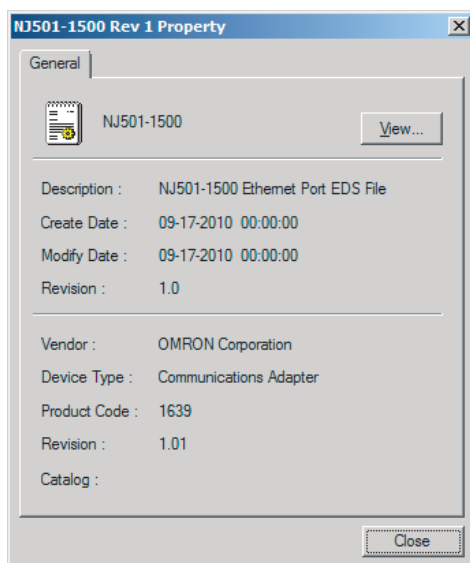 NJ501-1500 Rev 1 Property
General
NJ501-1500
View...
Description : NJ501-1500 Ethernet Port EDS File
Create Date : 09-17-2010 00:00:00
Modify Date : 09-17-2010 00:00:00
Revision : 1.0
Vendor : OMRON Corporation
Device Type : Communications Adapter
Product Code : 1639
Revision : 1.01
Catalog :
Close